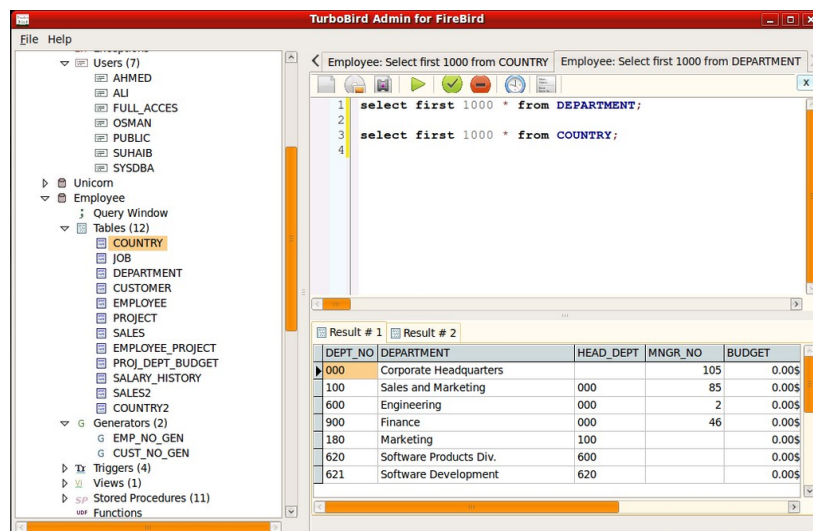 TurboBird Admin for FireBird
File Help
Users (7)
AHMED
ALI
FULL_ACCES
OSMAN
PUBLIC
SUHAIB
SYSDBA
Unicorn
Employee
Query Window
Tables (12)
COUNTRY
JOB
DEPARTMENT
CUSTOMER
EMPLOYEE
PROJECT
SALES
EMPLOYEE_PROJECT
PROJ_DEPT_BUDGET
SALARY_HISTORY
SALES2
COUNTRY2
G Generators (2)
G EMP_NO_GEN
G CUST_NO_GEN
Tr Triggers (4)
VJ Views (1)
SP Stored Procedures (11)
UDF Functions
Employee: Select first 1000 from COUNTRY Employee: Select first 1000 from DEPARTMENT
X
1 select first 1000 * from DEPARTMENT;
2
3 select first 1000 * from COUNTRY;
4
Result # 1 Result # 2
DEPT_NO DEPARTMENT HEAD_DEPT MNGR_NO BUDGET
000 Corporate Headquarters 105 0.00$
100 Sales and Marketing 000 85 0.00$
600 Engineering 000 2 0.00$
900 Finance 000 46 0.00$
180 Marketing 100 0.00$
620 Software Products Div. 600 0.00$
621 Software Development 620 0.00$